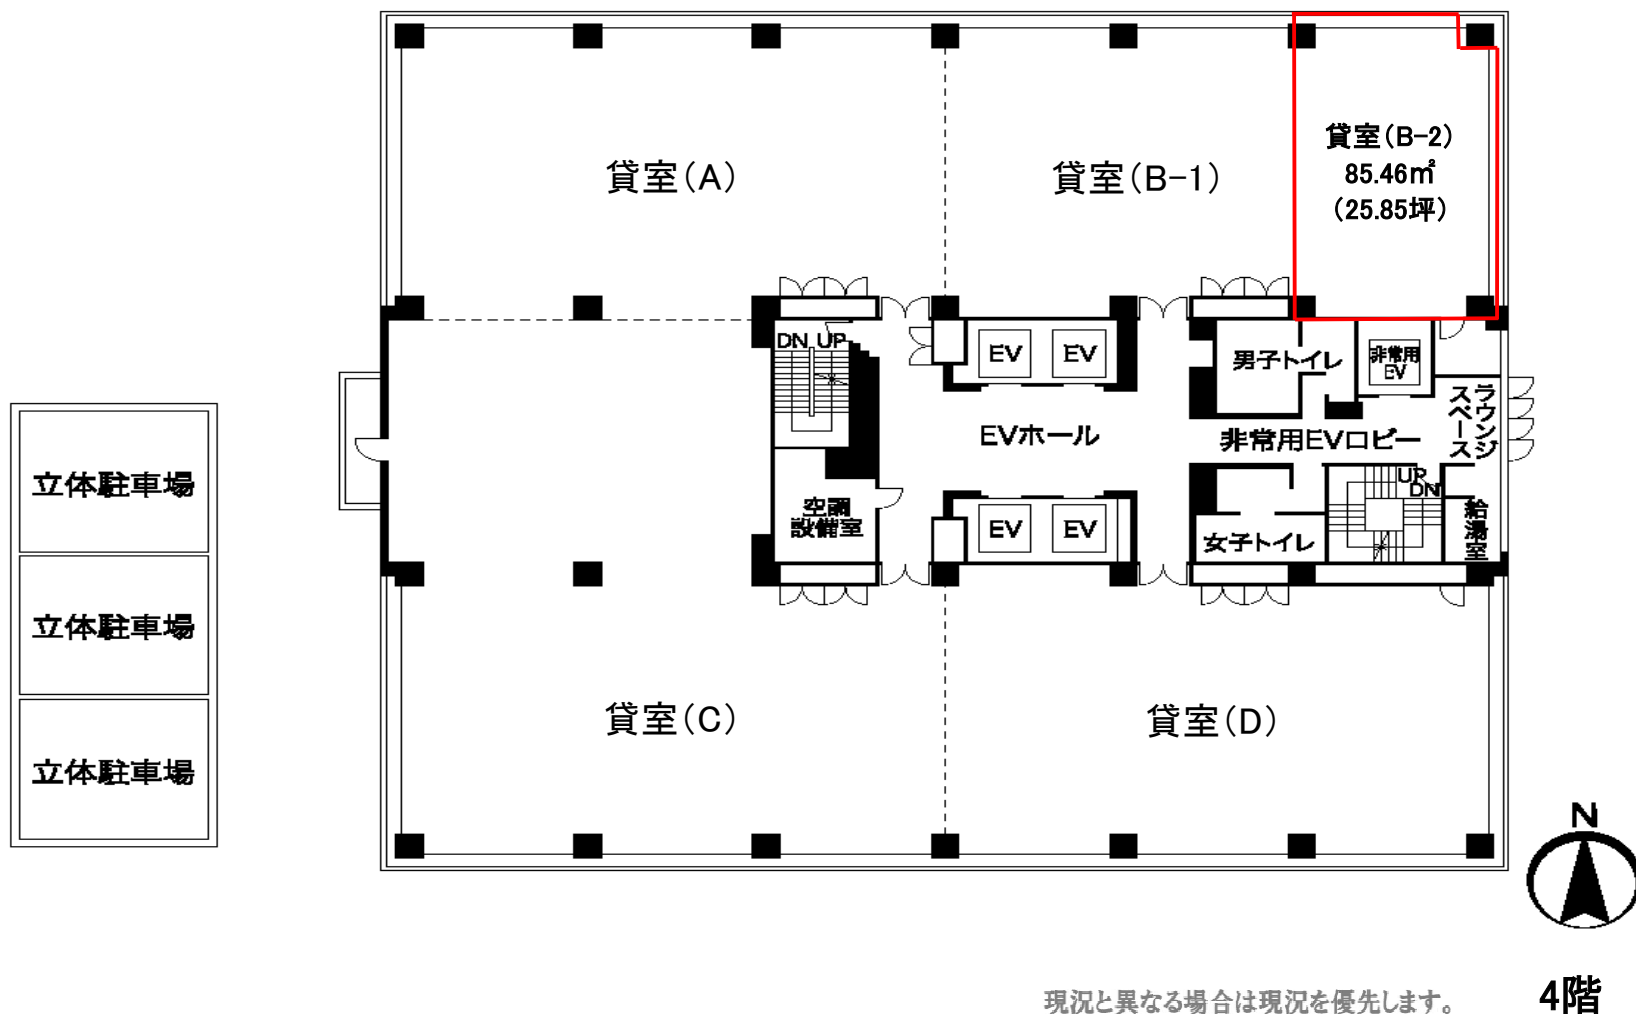 貸室(A)
貸室(B-1)
貸室(B-2)
85.46㎡
(25.85坪)
DN UP
EV
EV
男子トイレ
非常用
EV
ラウンジ
スペース
EVホール
非常用EVロビー
立体駐車場
空調
設備室
EV
EV
女子トイレ
UP
DN
給湯室
立体駐車場
貸室(C)
貸室(D)
立体駐車場
N
4階
現況と異なる場合は現況を優先します。